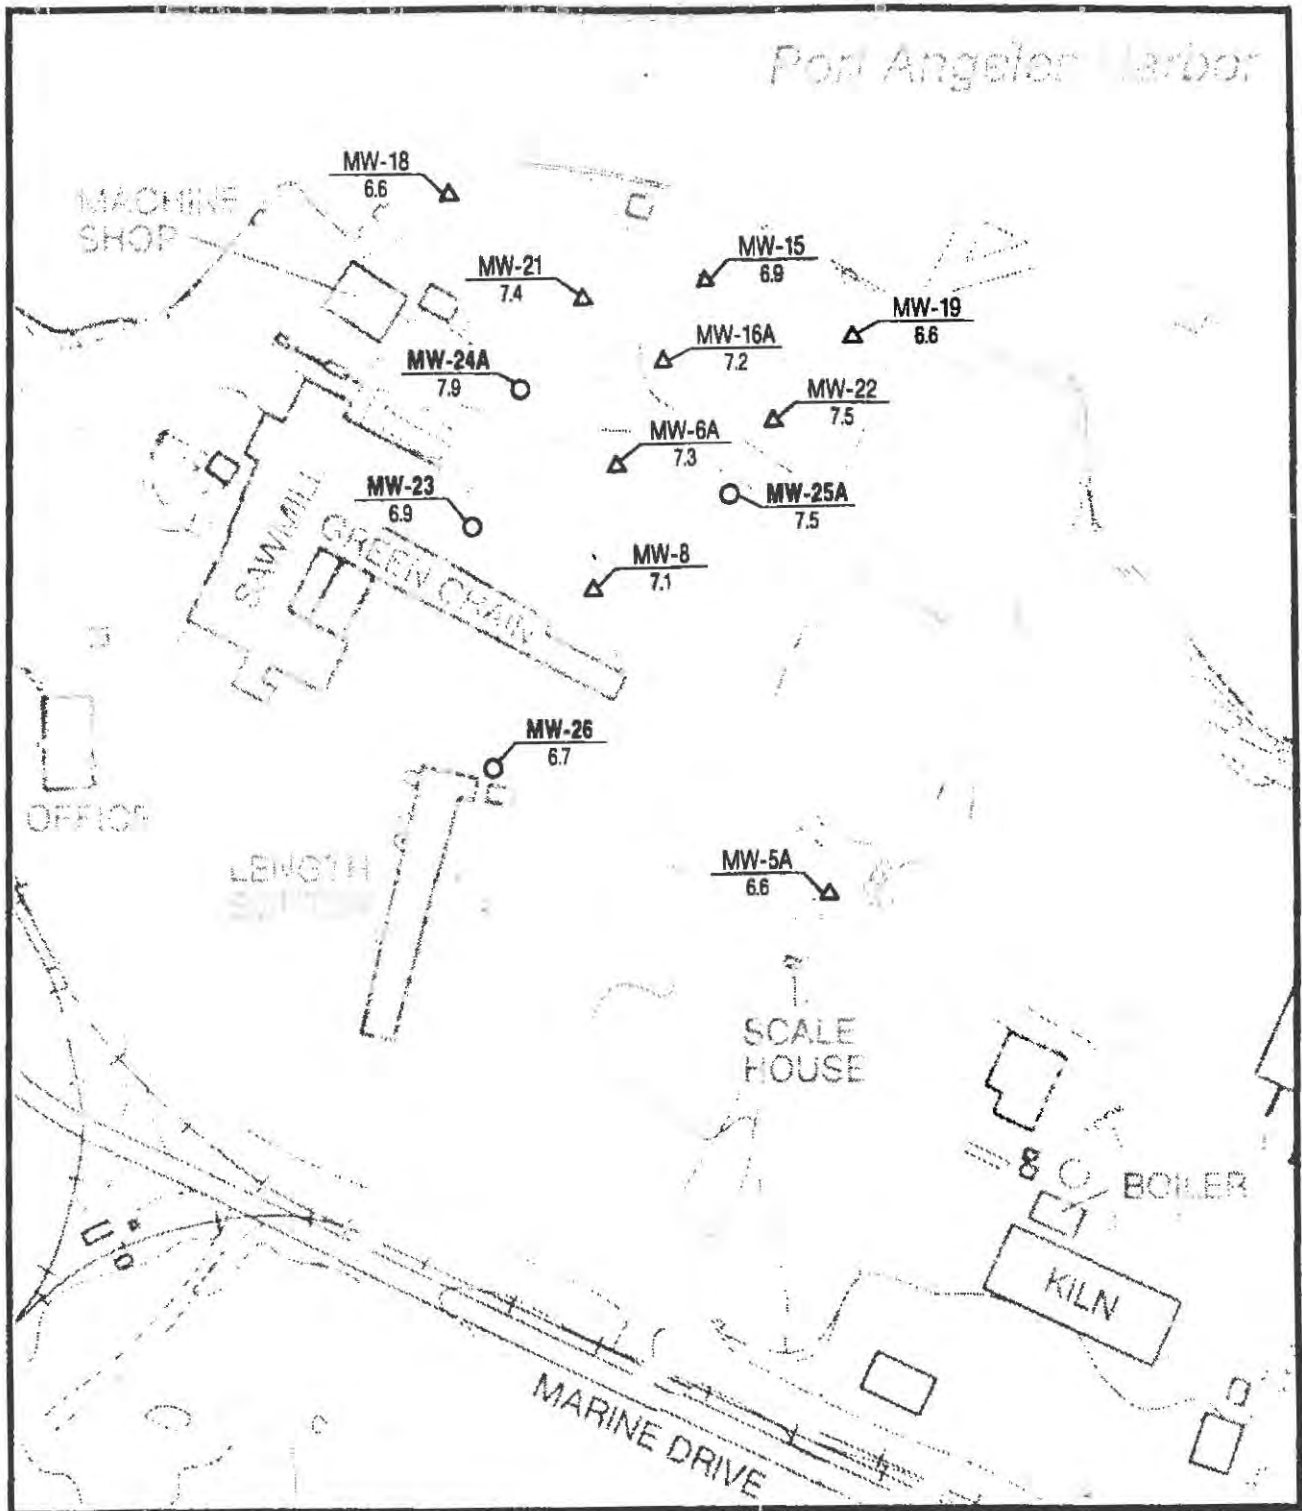 Port Angeles Harbor
MW-18
6.6
MACHINE
SHOP
MW-15
6.9
MW-21
7.4
MW-19
6.6
MW-16A
7.2
MW-24A
7.9
MW-22
7.5
MW-6A
7.3
MW-23
6.9
MW-25A
7.5
SAWMILL
GREEN CHAIN
MW-8
7.1
MW-26
6.7
OFFICE
LENGTH
MW-5A
6.6
SCALE
HOUSE
BOILER
KILN
MARINE DRIVE